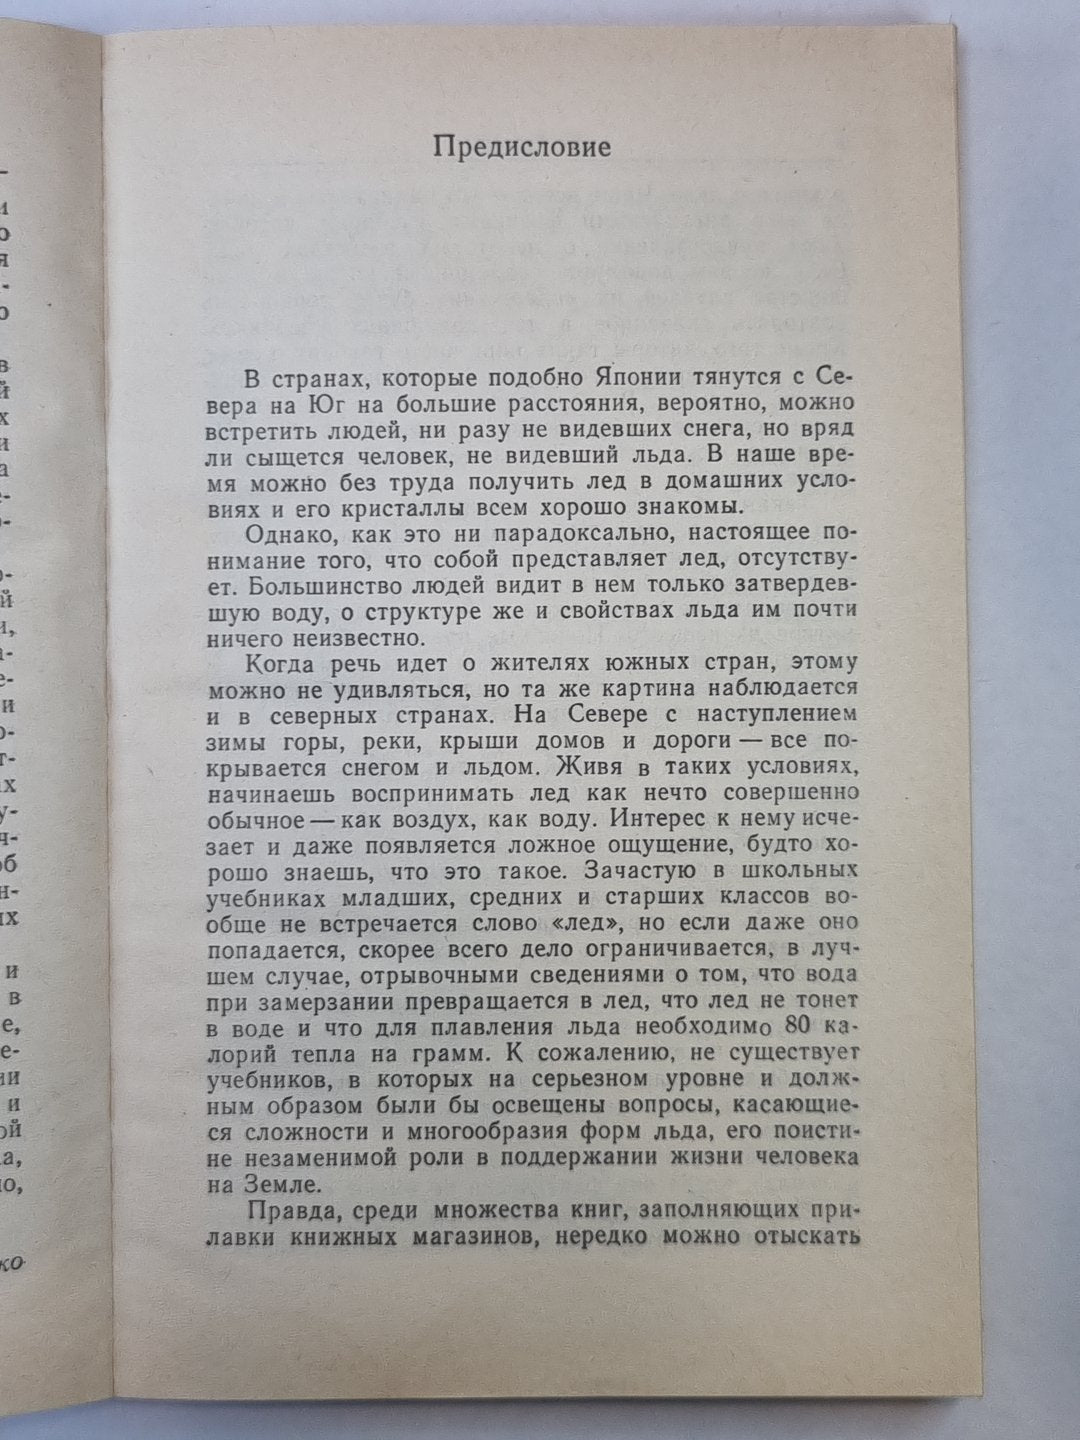 Предисловие
В странах, которые подобно Японии тянутся с Се-
вера на Юг на большие расстояния, вероятно, можно
встретить людей, ни разу не видевших снега, но вряд
ли сыщется человек, не видевший льда. В наше вре-
мя можно без труда получить лед в домашних усло-
виях и его кристаллы всем хорошо знакомы.
Однако, как это ни парадоксально, настоящее по-
нимание того, что собой представляет лед, отсутству-
ет. Большинство людей видит в нем только затвердев-
шую воду, о структуре же и свойствах льда им почти
ничего неизвестно.
Когда речь идет о жителях южных стран, этому
можно не удивляться, но та же картина наблюдается
и в северных странах. На Севере с наступлением
зимы горы, реки, крыши домов и дороги — все по-
крывается снегом и льдом. Живя в таких условиях,
начинаешь воспринимать лед как нечто совершенно
обычное — как воздух, как воду. Интерес к нему исче-
зает и даже появляется ложное ощущение, будто хо-
рошо знаешь, что это такое. Зачастую в школьных
учебниках младших, средних и старших классов во-
обще не встречается слово «лед», но если даже оно
попадается, скорее всего дело ограничивается, в луч-
шем случае, отрывочными сведениями о том, что вода
при замерзании превращается в лед, что лед не тонет
в воде и что для плавления льда необходимо 80 ка-
лорий тепла на грамм. К сожалению, не существует
учебников, в которых на серьезном уровне и долж-
ным образом были бы освещены вопросы, касающие-
ся сложности и многообразия форм льда, его поисти-
не незаменимой роли в поддержании жизни человека
на Земле.
Правда, среди множества книг, заполняющих при-
лавки книжных магазинов, нередко можно отыскать